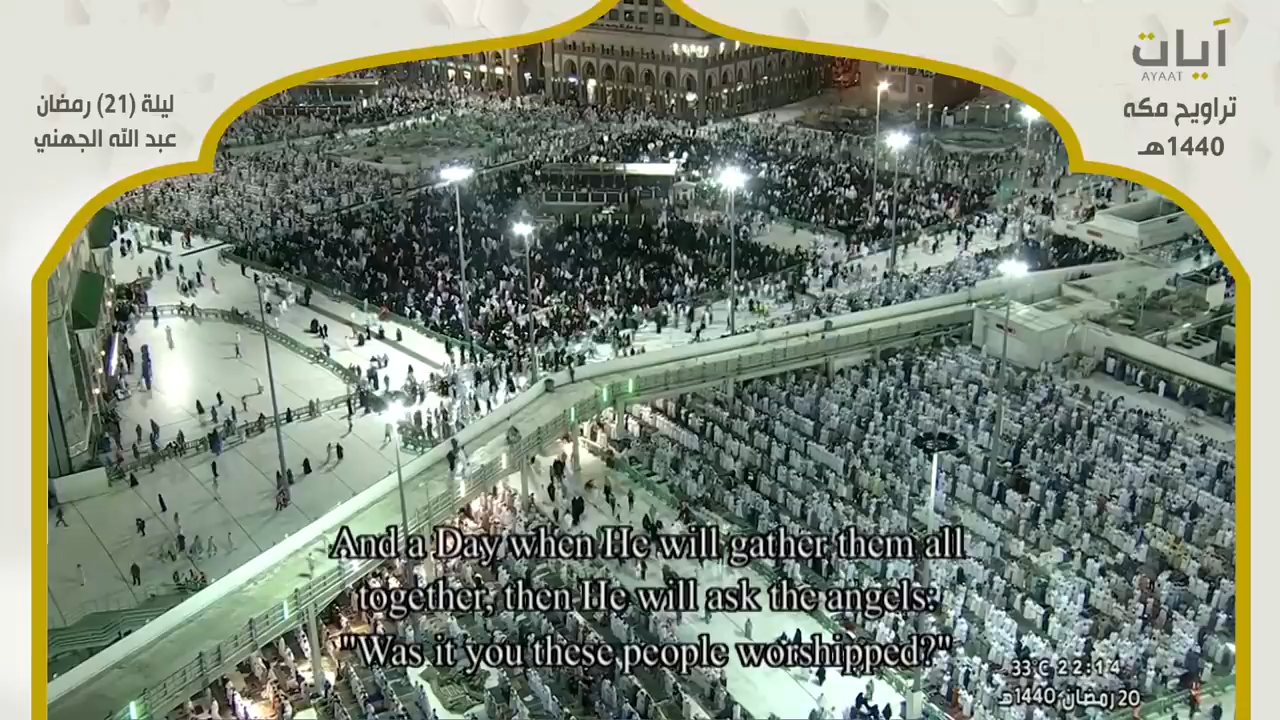 آيات
AYAAT
تراويح مكه
1440هـ
ليلة (21) رمضان
عبد الله الجهني
And a Day when He will gather them all
together, then He will ask the angels:
"Was it you these people worshipped?"
33 C 22:14
20 رمضان 1440هـ